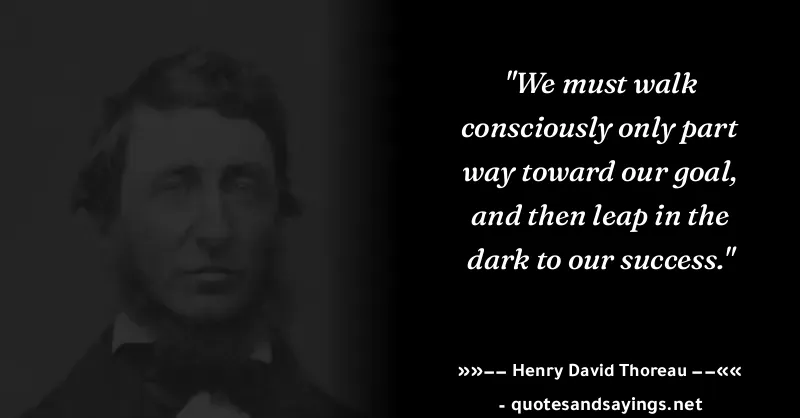 "We must walk
consciously only part
way toward our goal,
and then leap in the
dark to our success."
»»–– Henry David Thoreau ––««
- quotesandsayings.net